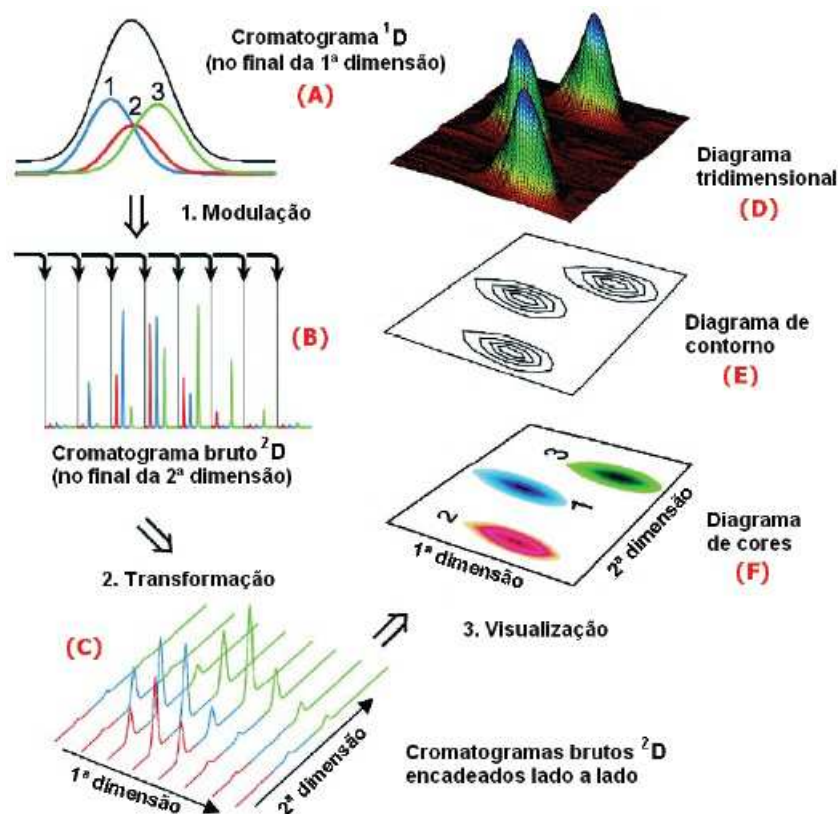 Cromatograma ¹D
(no final da 1ª dimensão)
(A)
1
2
3
1. Modulação
(B)
Cromatograma bruto ²D
(no final da 2ª dimensão)
2. Transformação
(C)
1ª dimensão
2ª dimensão
Cromatogramas brutos ²D
encadeados lado a lado
3. Visualização
Diagrama
tridimensional
(D)
Diagrama de
contorno
(E)
3
1
2
1ª dimensão
2ª dimensão
Diagrama
de cores
(F)